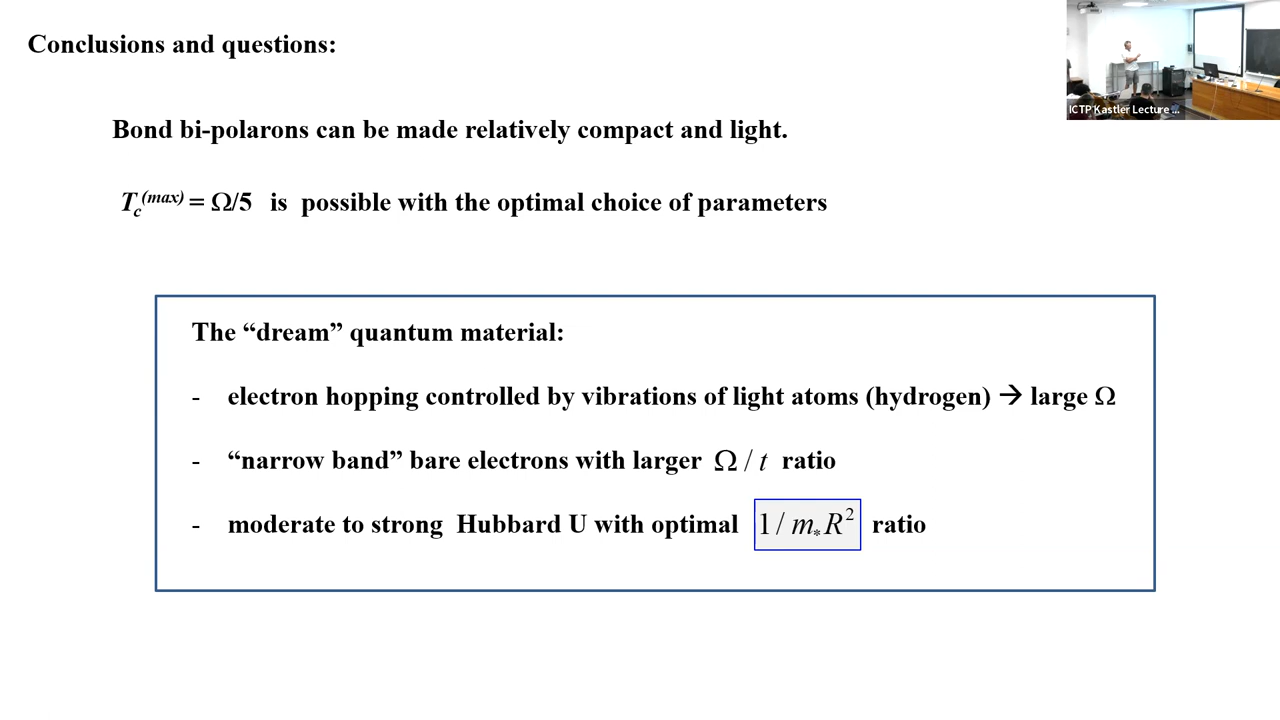 Conclusions and questions:
ICTP Kastler Lecture ...
Bond bi-polarons can be made relatively compact and light.
T_c^(max) = Ω/5 is possible with the optimal choice of parameters
The “dream” quantum material:
- electron hopping controlled by vibrations of light atoms (hydrogen) → large Ω
- “narrow band” bare electrons with larger Ω / t ratio
- moderate to strong Hubbard U with optimal 1 / m_* R² ratio